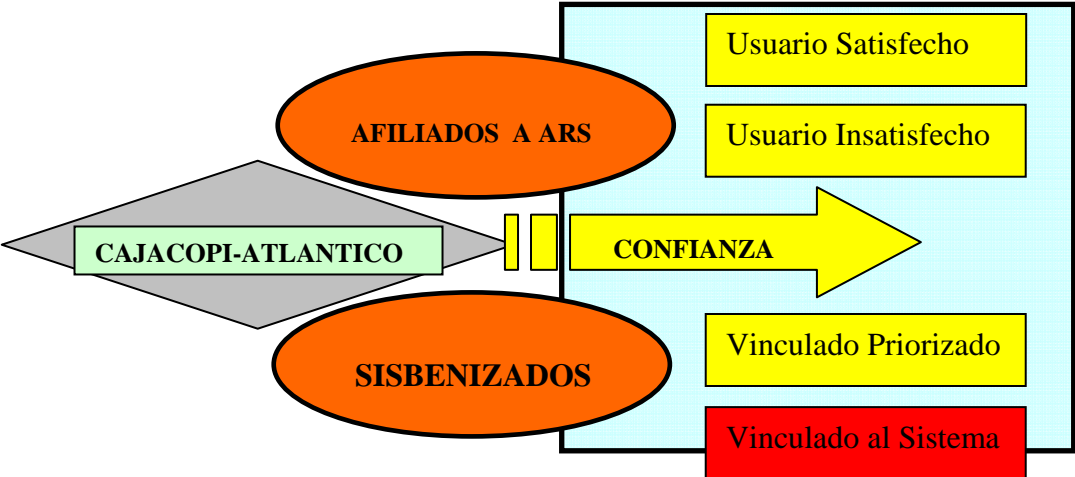 Usuario Satisfecho
AFILIADOS A ARS
Usuario Insatisfecho
CAJACOPI-ATLANTICO
CONFIANZA
Vinculado Priorizado
SISBENIZADOS
Vinculado al Sistema